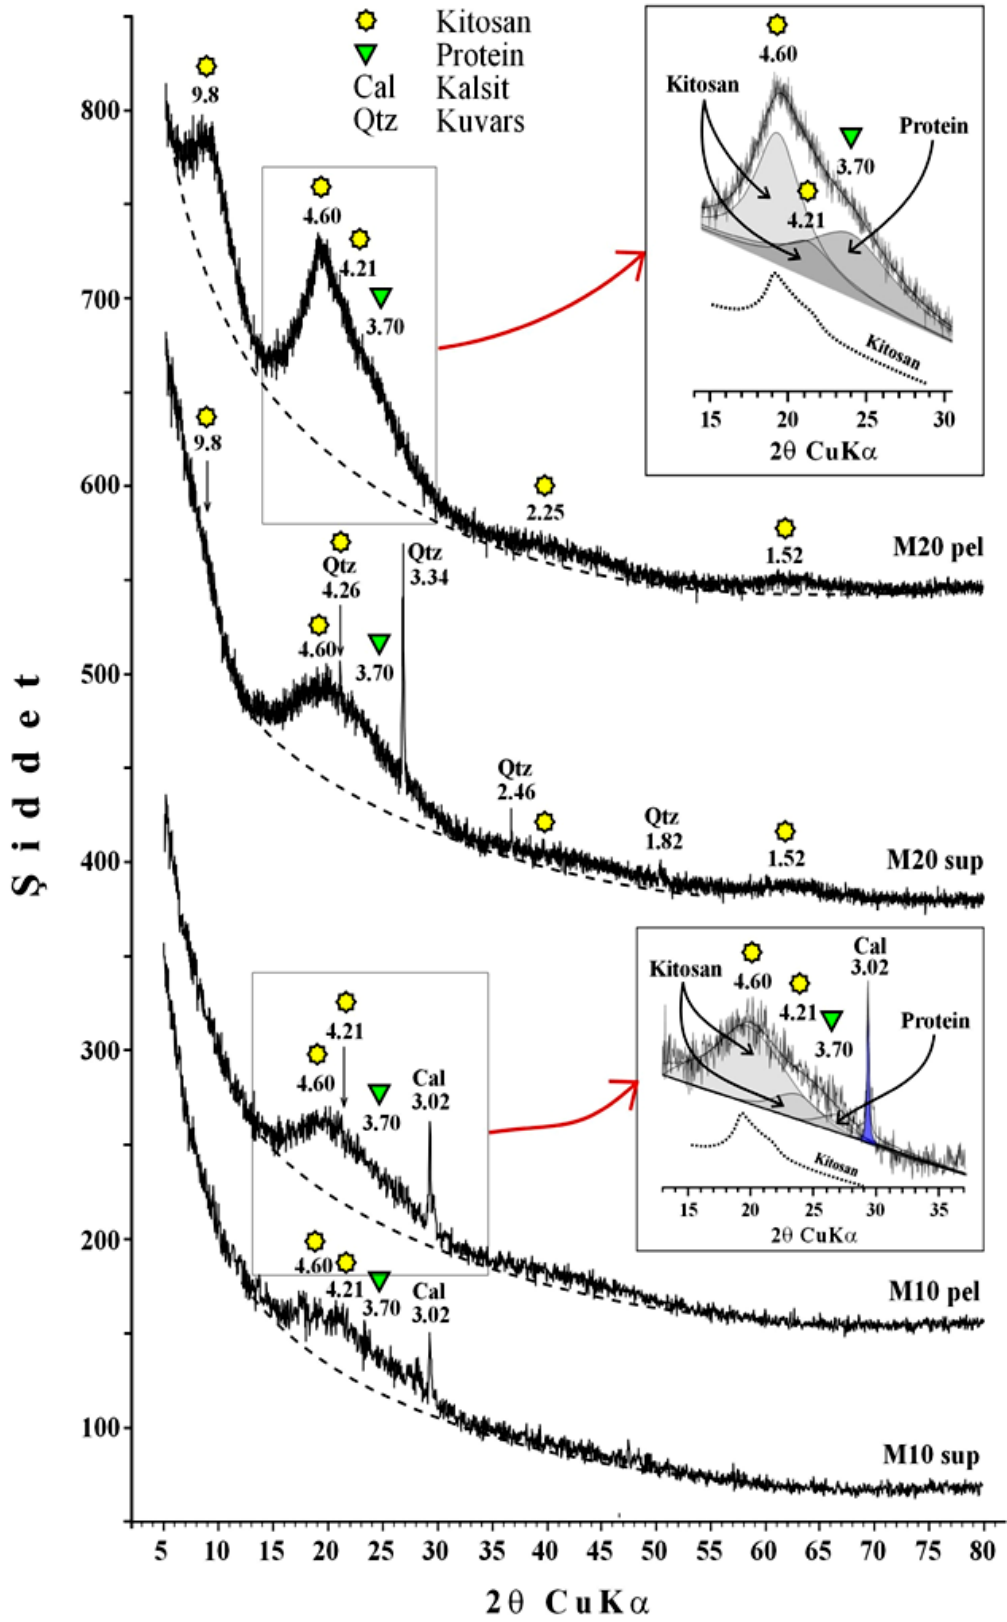 Kitosan
Protein
Cal Kalsit
Qtz Kuvars
9.8
4.60
4.21
3.70
2.25
1.52
M20 pel
Kitosan
4.60
3.70
4.21
Protein
Kitosan
15 20 25 30
2θ CuKα
9.8
Qtz
4.26
4.60
Qtz
3.34
3.70
Qtz
2.46
Qtz
1.82
1.52
M20 sup
4.21
4.60
3.70
Cal
3.02
M10 pel
Kitosan
4.60
4.21
3.70
Cal
3.02
Protein
Kitosan
15 20 25 30 35
2θ CuKα
4.60
4.21
3.70
Cal
3.02
M10 sup
Şiddet
800
700
600
500
400
300
200
100
5 10 15 20 25 30 35 40 45 50 55 60 65 70 75 80
2θ CuKα